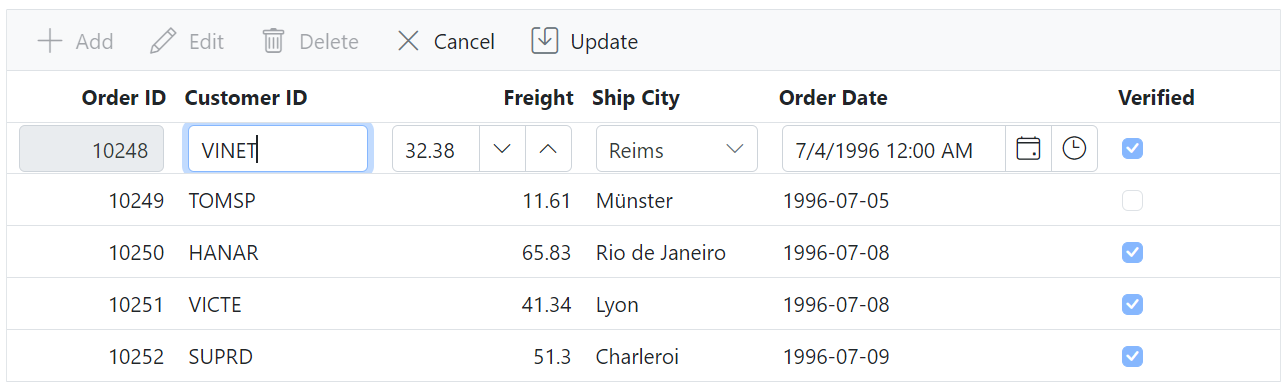 Add Edit Delete Cancel Update
Order ID Customer ID Freight Ship City Order Date Verified
10248 VINET 32.38 Reims 7/4/1996 12:00 AM
10249 TOMSP 11.61 Münster 1996-07-05
10250 HANAR 65.83 Rio de Janeiro 1996-07-08
10251 VICTE 41.34 Lyon 1996-07-08
10252 SUPRD 51.3 Charleroi 1996-07-09